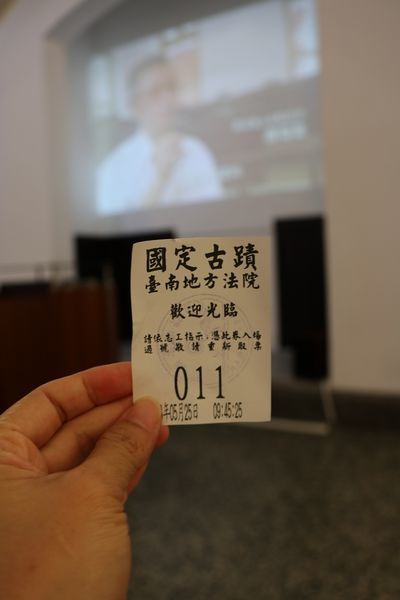 國定古蹟
臺南地方法院
歡迎光臨
請依志工指示,憑此券入場
過號敬請重新取票
011
年05月25日 09:45:25